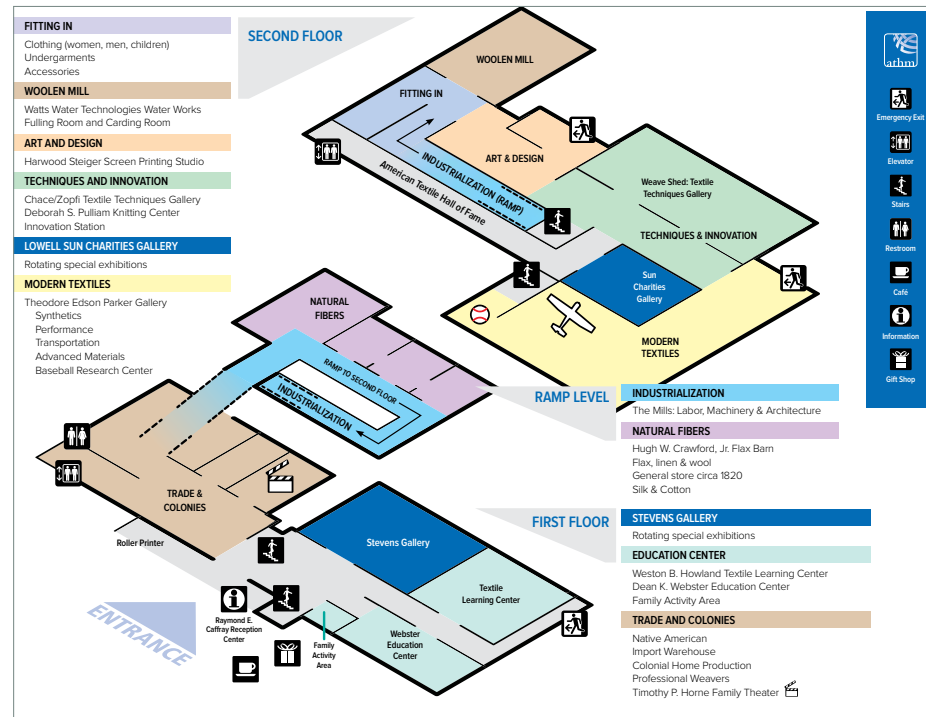 FITTING IN
Clothing (women, men, children)
Undergarments
Accessories
WOOLEN MILL
Watts Water Technologies Water Works
Fulling Room and Carding Room
ART AND DESIGN
Harwood Steiger Screen Printing Studio
TECHNIQUES AND INNOVATION
Chace/Zopfi Textile Techniques Gallery
Deborah S. Pulliam Knitting Center
Innovation Station
LOWELL SUN CHARITIES GALLERY
Rotating special exhibitions
MODERN TEXTILES
Theodore Edson Parker Gallery
Synthetics
Performance
Transportation
Advanced Materials
Baseball Research Center
SECOND FLOOR
WOOLEN MILL
FITTING IN
ART & DESIGN
INDUSTRIALIZATION (RAMP)
American Textile Hall of Fame
Weave Shed: Textile
Techniques Gallery
TECHNIQUES & INNOVATION
Sun
Charities
Gallery
MODERN
TEXTILES
athm
Emergency Exit
Elevator
Stairs
Restroom
Café
Information
Gift Shop
NATURAL
FIBERS
RAMP TO SECOND FLOOR
INDUSTRIALIZATION
RAMP LEVEL
INDUSTRIALIZATION
The Mills: Labor, Machinery & Architecture
NATURAL FIBERS
Hugh W. Crawford, Jr. Flax Barn
Flax, linen & wool
General store circa 1820
Silk & Cotton
TRADE &
COLONIES
Roller Printer
Stevens Gallery
Textile
Learning Center
Webster
Education
Center
Family
Activity
Area
Raymond E.
Caffray Reception
Center
ENTRANCE
FIRST FLOOR
STEVENS GALLERY
Rotating special exhibitions
EDUCATION CENTER
Weston B. Howland Textile Learning Center
Dean K. Webster Education Center
Family Activity Area
TRADE AND COLONIES
Native American
Import Warehouse
Colonial Home Production
Professional Weavers
Timothy P. Horne Family Theater